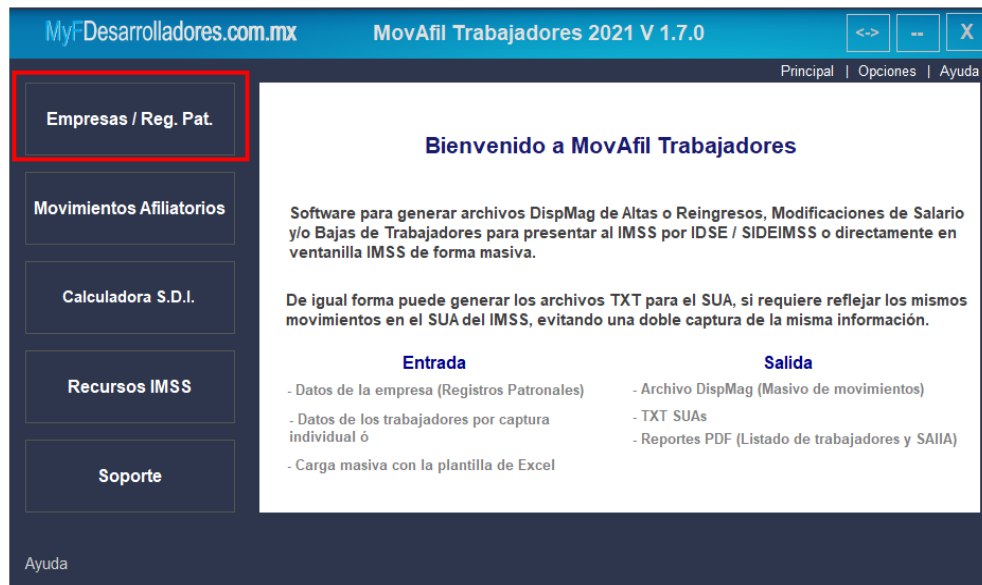 MyFDesarrolladores.com.mx MovAfil Trabajadores 2021 V 1.7.0 <-> -- X
Principal | Opciones | Ayuda
Empresas / Reg. Pat.
Movimientos Afiliatorios
Calculadora S.D.I.
Recursos IMSS
Soporte
Bienvenido a MovAfil Trabajadores
Software para generar archivos DispMag de Altas o Reingresos, Modificaciones de Salario
y/o Bajas de Trabajadores para presentar al IMSS por IDSE / SIDEIMSS o directamente en
ventanilla IMSS de forma masiva.
De igual forma puede generar los archivos TXT para el SUA, si requiere reflejar los mismos
movimientos en el SUA del IMSS, evitando una doble captura de la misma información.
Entrada
- Datos de la empresa (Registros Patronales)
- Datos de los trabajadores por captura
individual ó
- Carga masiva con la plantilla de Excel
Salida
- Archivo DispMag (Masivo de movimientos)
- TXT SUAs
- Reportes PDF (Listado de trabajadores y SAIIA)
Ayuda